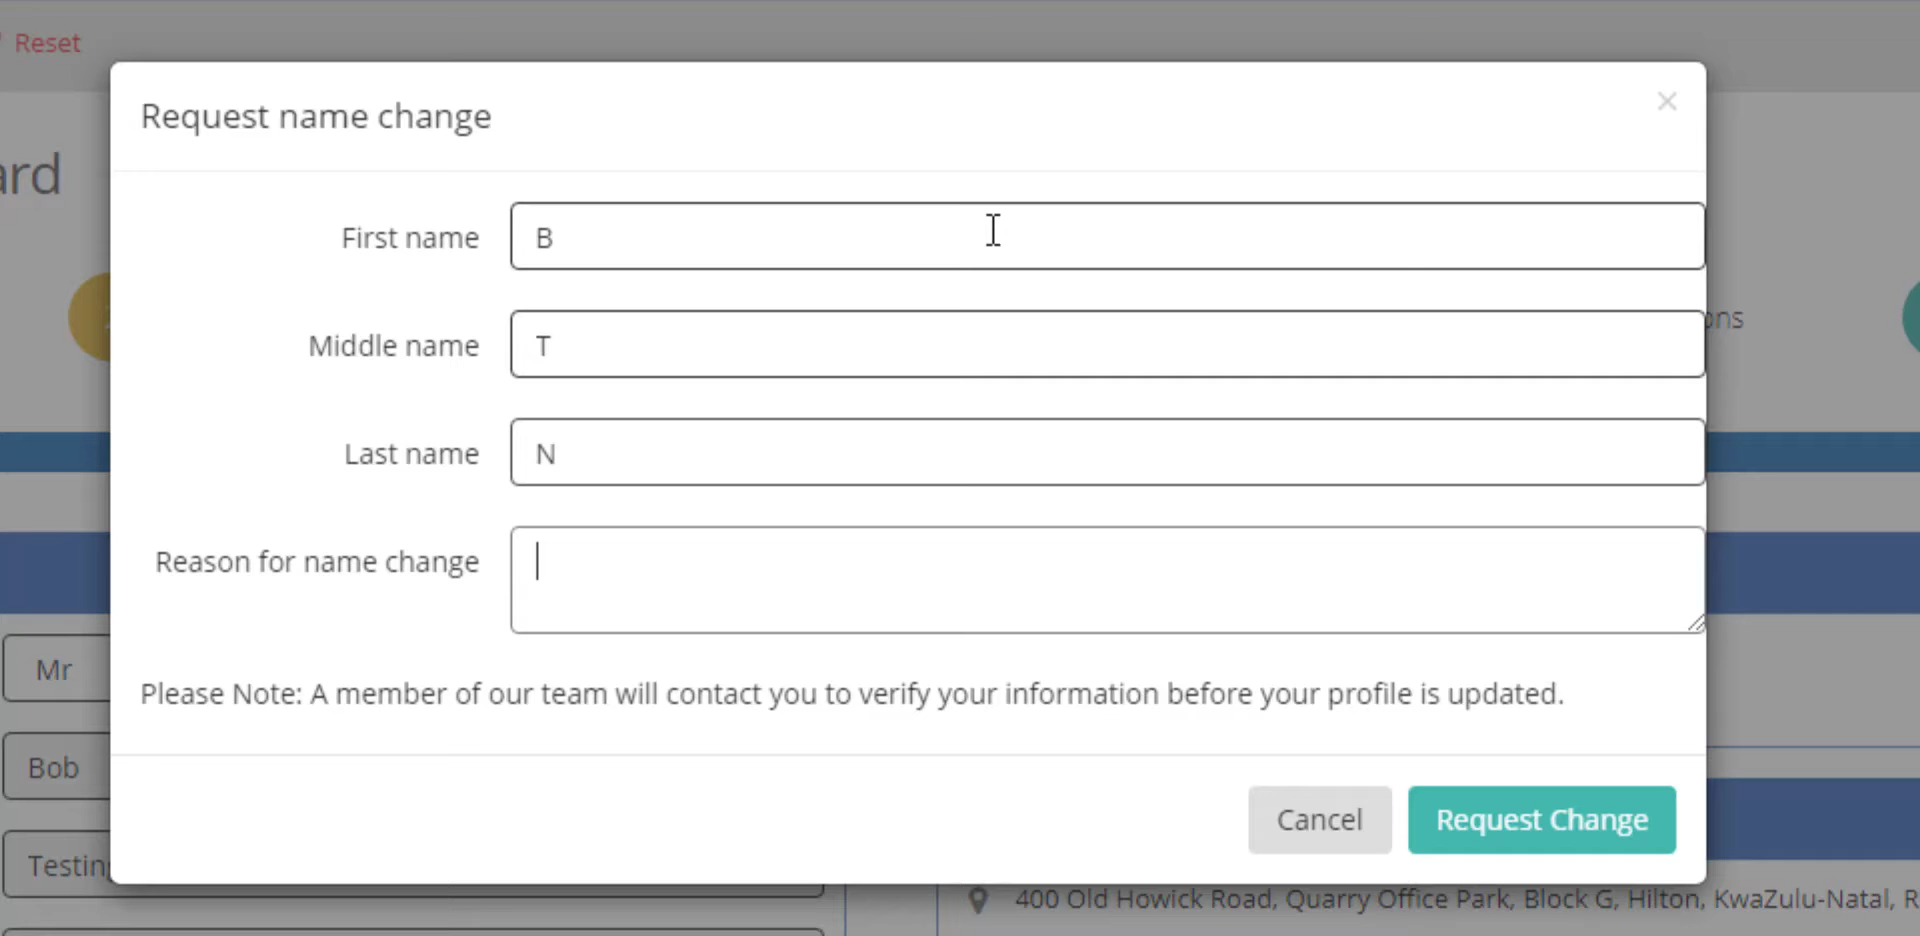 Reset
Request name change
×
ard
First name B
Middle name T
ons
Last name N
Reason for name change
Mr
Please Note: A member of our team will contact you to verify your information before your profile is updated.
Bob
Cancel Request Change
Testing
400 Old Howick Road, Quarry Office Park, Block G, Hilton, KwaZulu-Natal, R